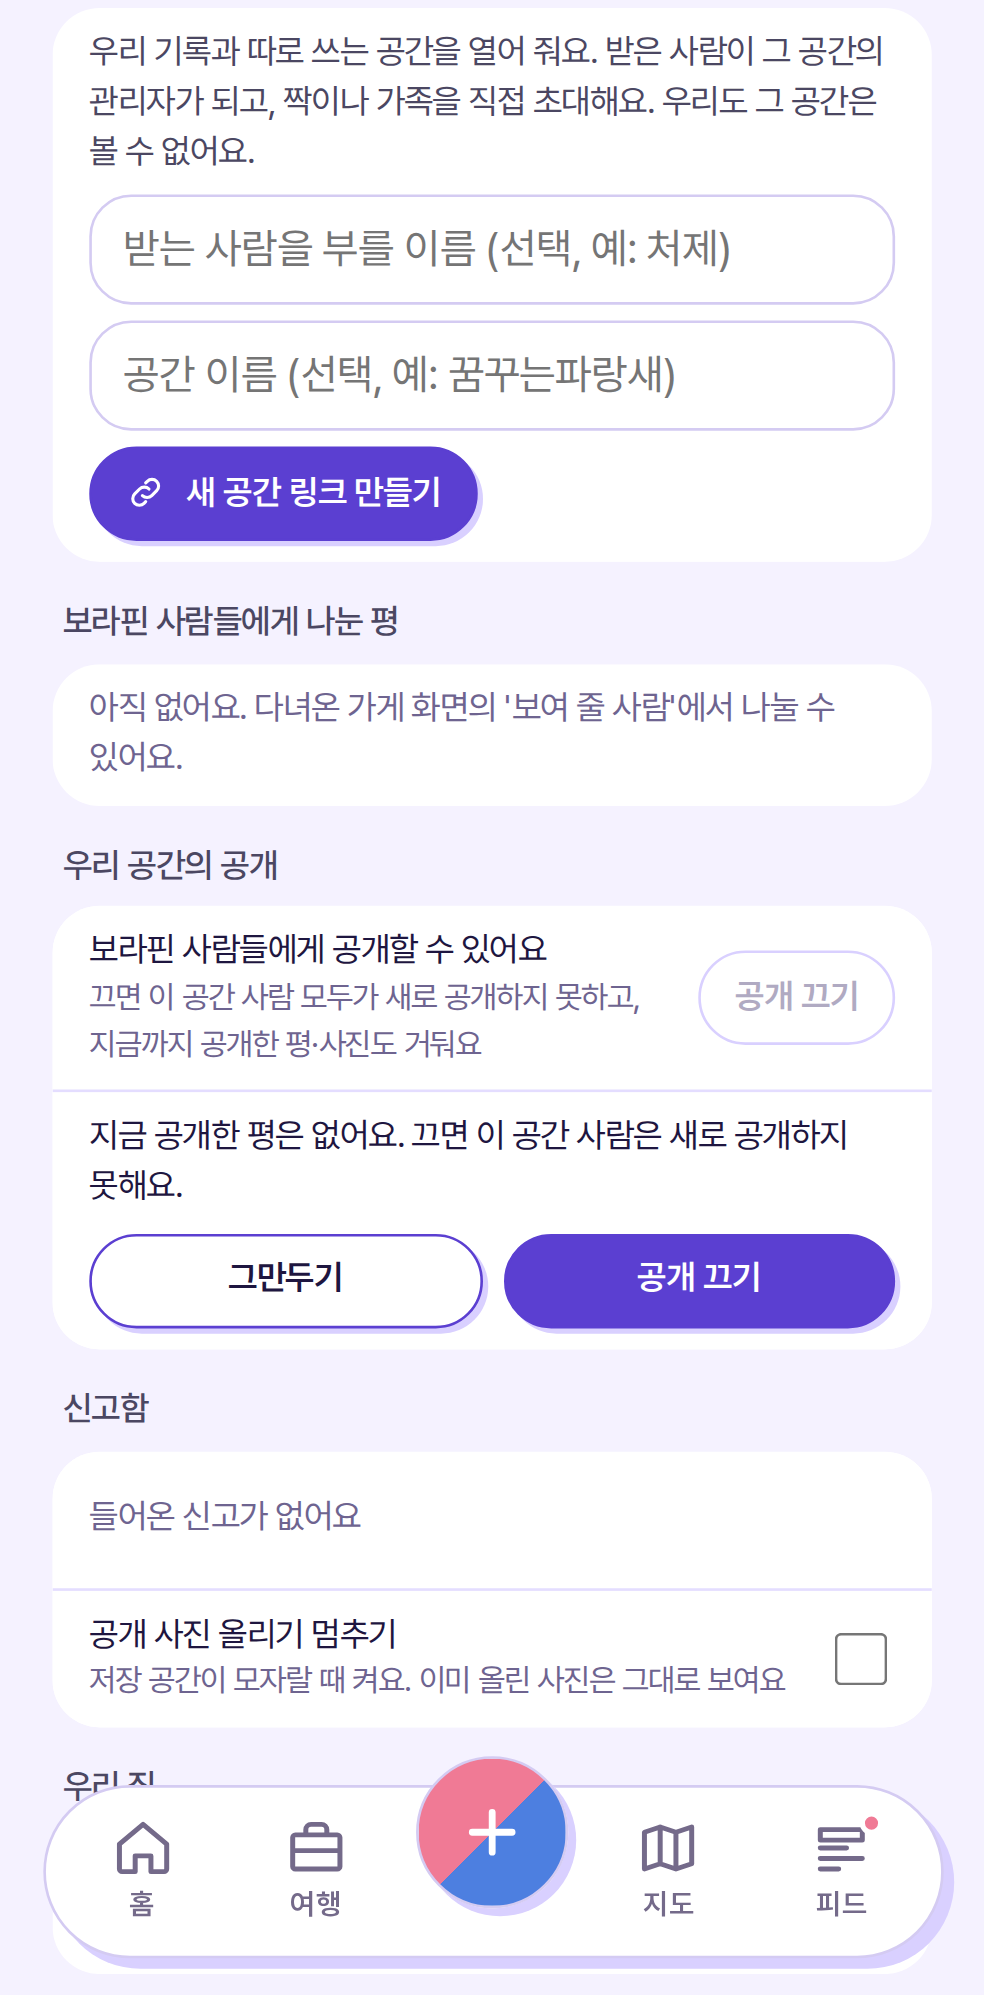 우리 기록과 따로 쓰는 공간을 열어 줘요. 받은 사람이 그 공간의
관리자가 되고, 짝이나 가족을 직접 초대해요. 우리도 그 공간은
볼 수 없어요.
받는 사람을 부를 이름 (선택, 예: 처제)
공간 이름 (선택, 예: 꿈꾸는파랑새)
새 공간 링크 만들기
보라핀 사람들에게 나눈 평
아직 없어요. 다녀온 가게 화면의 '보여 줄 사람'에서 나눌 수
있어요.
우리 공간의 공개
보라핀 사람들에게 공개할 수 있어요
끄면 이 공간 사람 모두가 새로 공개하지 못하고,
지금까지 공개한 평·사진도 거둬요
공개 끄기
지금 공개한 평은 없어요. 끄면 이 공간 사람은 새로 공개하지
못해요.
그만두기
공개 끄기
신고함
들어온 신고가 없어요
공개 사진 올리기 멈추기
저장 공간이 모자랄 때 켜요. 이미 올린 사진은 그대로 보여요
우리
홈
여행
지도
피드